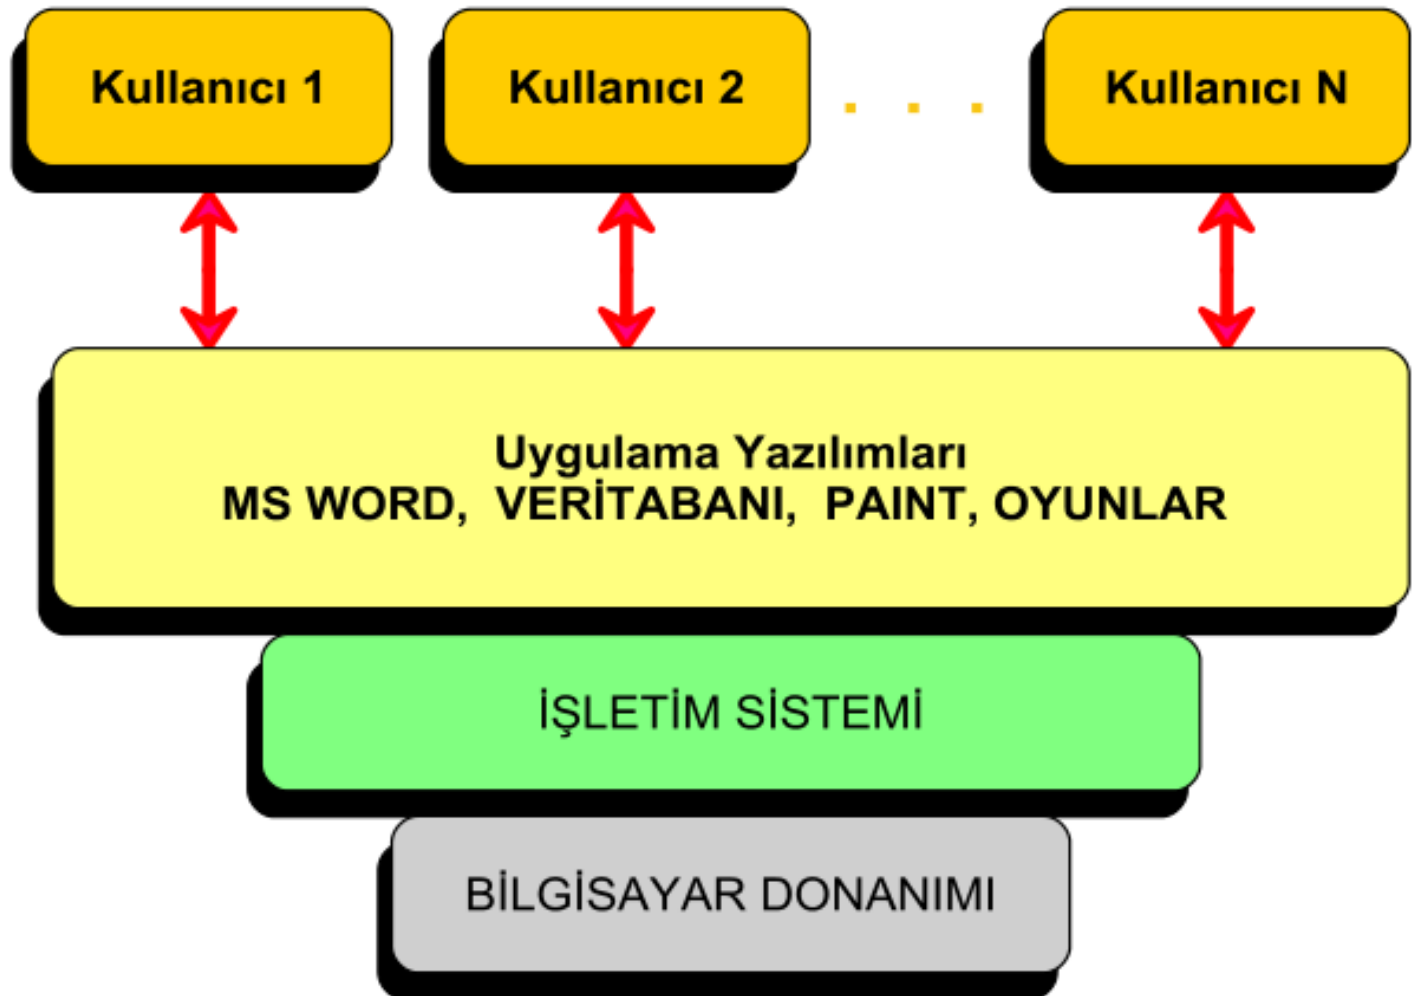 Kullanıcı 1
Kullanıcı 2
. . .
Kullanıcı N
Uygulama Yazılımları
MS WORD, VERİTABANI, PAINT, OYUNLAR
İŞLETİM SİSTEMİ
BİLGİSAYAR DONANIMI